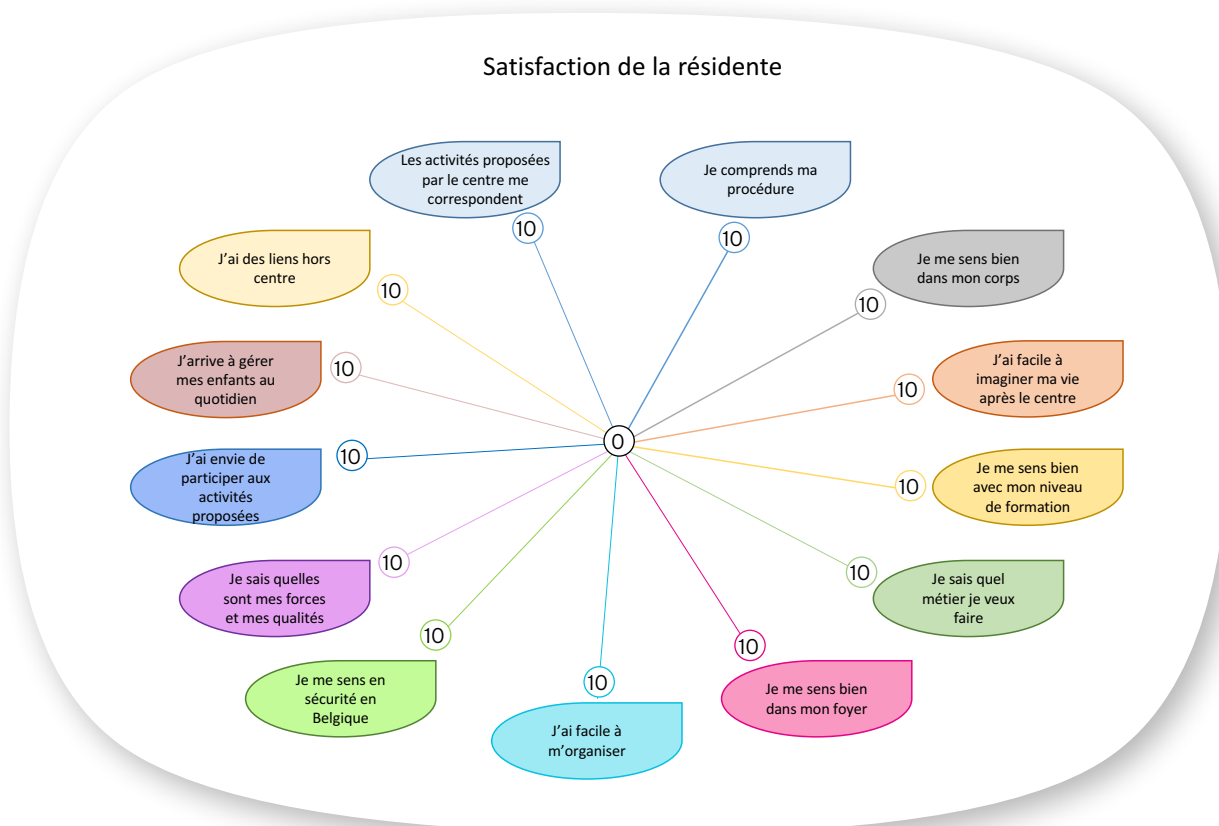 Satisfaction de la résidente
Les activités proposées
par le centre me
correspondent
10
Je comprends ma
procédure
10
Je me sens bien
dans mon corps
10
J'ai facile à
imaginer ma vie
après le centre
10
Je me sens bien
avec mon niveau
de formation
10
Je sais quel
métier je veux
faire
10
Je me sens bien
dans mon foyer
10
J'ai facile à
m'organiser
10
Je me sens en
sécurité en
Belgique
10
Je sais quelles
sont mes forces
et mes qualités
10
J'ai envie de
participer aux
activités
proposées
10
J'arrive à gérer
mes enfants au
quotidien
10
J'ai des liens hors
centre
10
0